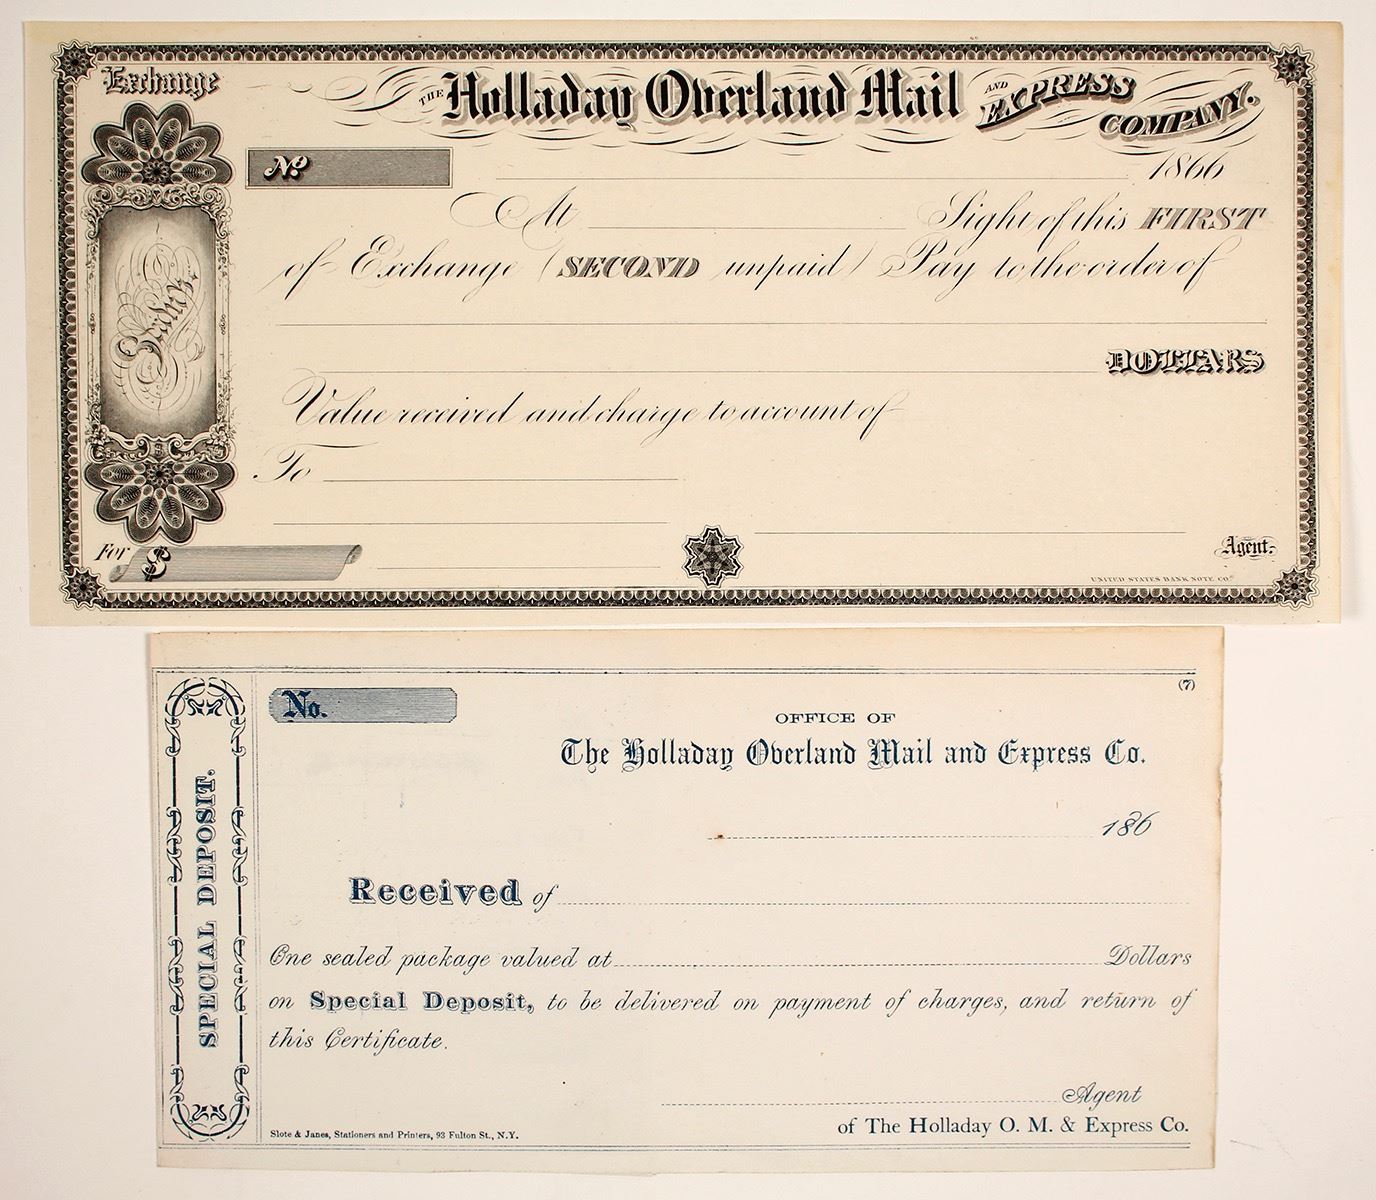 Exchange
THE Holladay Overland Mail AND EXPRESS COMPANY.
No
1866
At Sight of this FIRST
of Exchange (SECOND unpaid) Pay to the order of
DOLLARS
Value received and charge to account of
To
For $
Agent.
UNITED STATES BANK NOTE CO.
(7)
No.
OFFICE OF
The Holladay Overland Mail and Express Co.
186
SPECIAL DEPOSIT.
Received of
One sealed package valued at Dollars
on Special Deposit, to be delivered on payment of charges, and return of
this Certificate.
Agent
of The Holladay O. M. & Express Co.
Slote & Janes, Stationers and Printers, 93 Fulton St., N.Y.